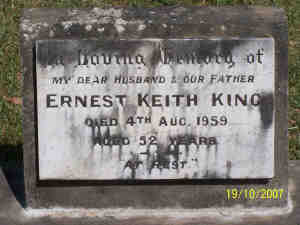 In Loving Memory of
MY DEAR HUSBAND & OUR FATHER
ERNEST KEITH KING
DIED 4TH AUG. 1959
AGED 52 YEARS
"AT REST"
19/10/2007